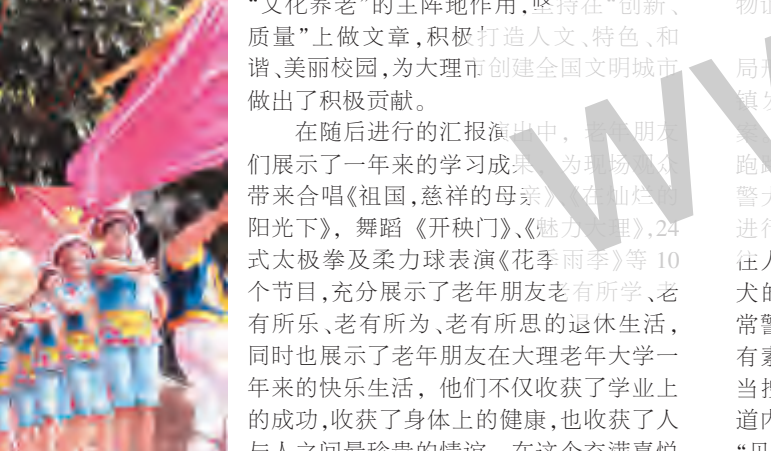 “文化养老”的主阵地作用,坚持在“创新、
质量”上做文章,积极打造人文、特色、和
谐、美丽校园,为大理市创建全国文明城市
做出了积极贡献。
在随后进行的汇报演出中，老年朋友
们展示了一年来的学习成果，为现场观众
带来合唱《祖国,慈祥的母亲》《在灿烂的
阳光下》，舞蹈《开秧门》、《魅力大理》,24
式太极拳及柔力球表演《花季雨季》等 10
个节目,充分展示了老年朋友老有所学、老
有所乐、老有所为、老有所思的退休生活，
同时也展示了老年朋友在大理老年大学一
年来的快乐生活，他们不仅收获了学业上
的成功,收获了身体上的健康,也收获了人
与人之间最珍贵的情谊。在这个充满喜悦
物证
局形
镇发
跑
警犬
进行
往人
犬的
常警
有素
当搜
道内
“见
W